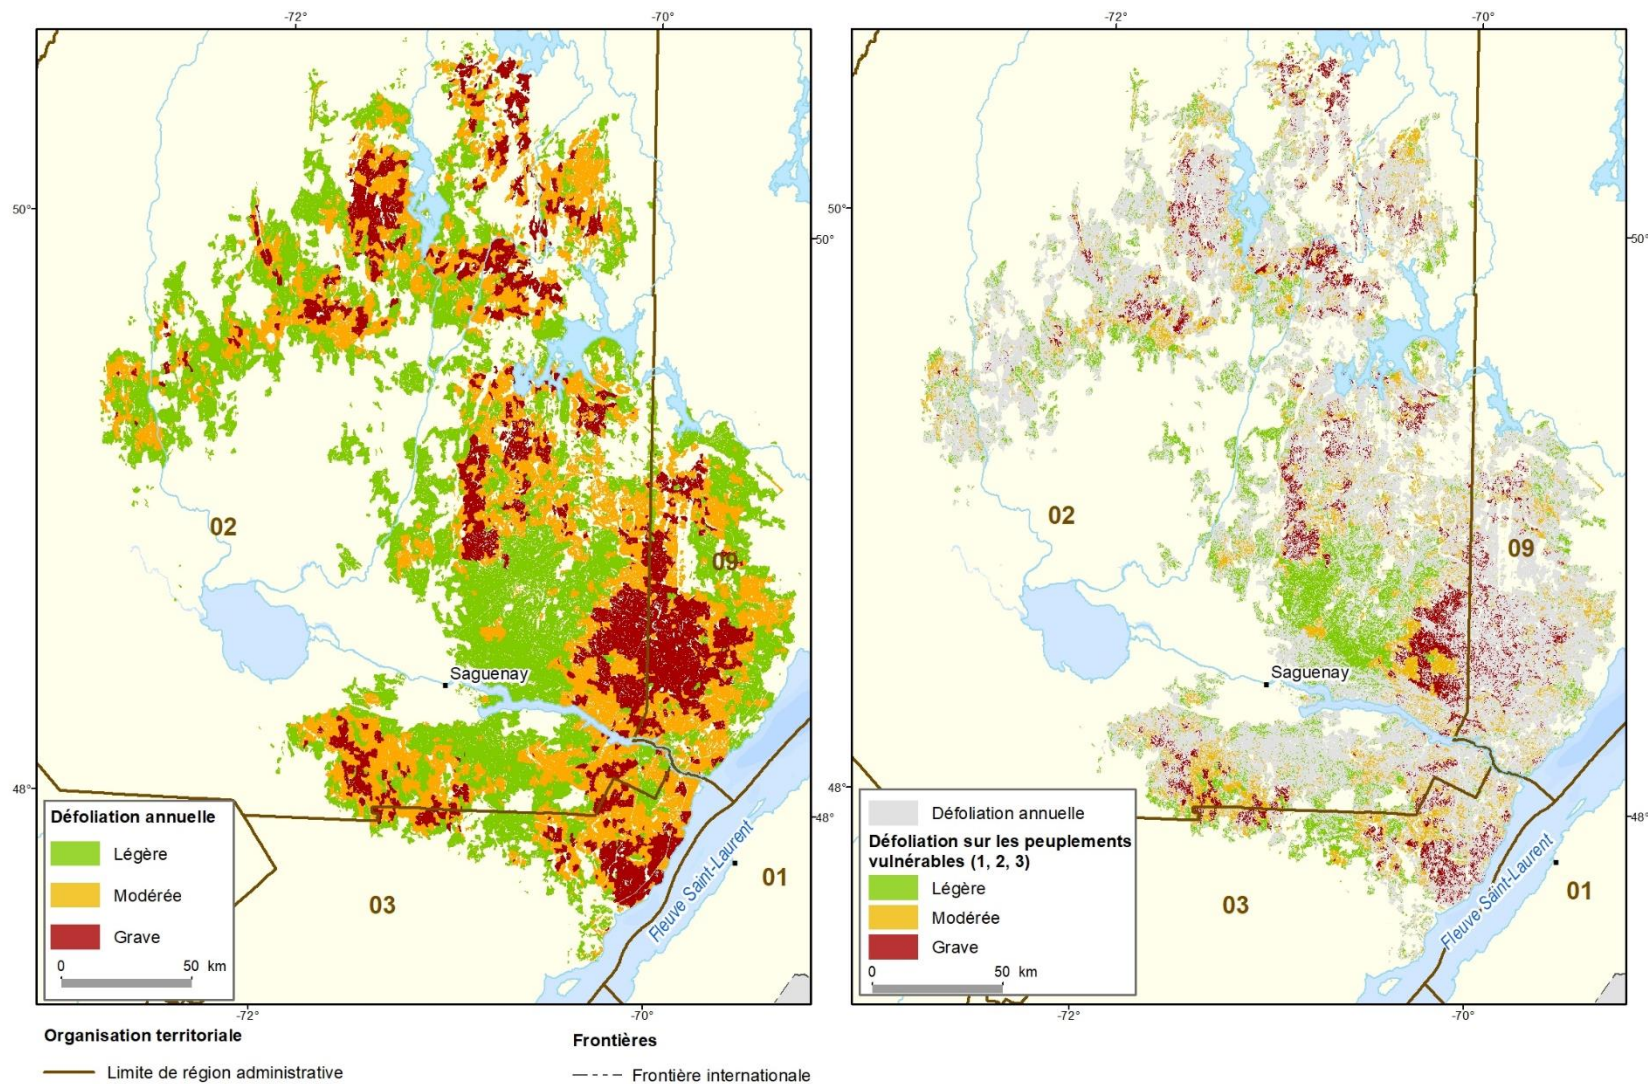 -72°
-70°
-72°
-70°
50°
50°
50°
50°
02
09
02
09
Saguenay
Saguenay
48°
48°
48°
48°
Fleuve Saint-Laurent
Fleuve Saint-Laurent
01
01
03
03
Défoliation annuelle
Légère
Modérée
Grave
0 50 km
Défoliation annuelle
Défoliation sur les peuplements
vulnérables (1, 2, 3)
Légère
Modérée
Grave
0 50 km
-72°
-70°
-72°
-70°
Organisation territoriale
Limite de région administrative
Frontières
Frontière internationale